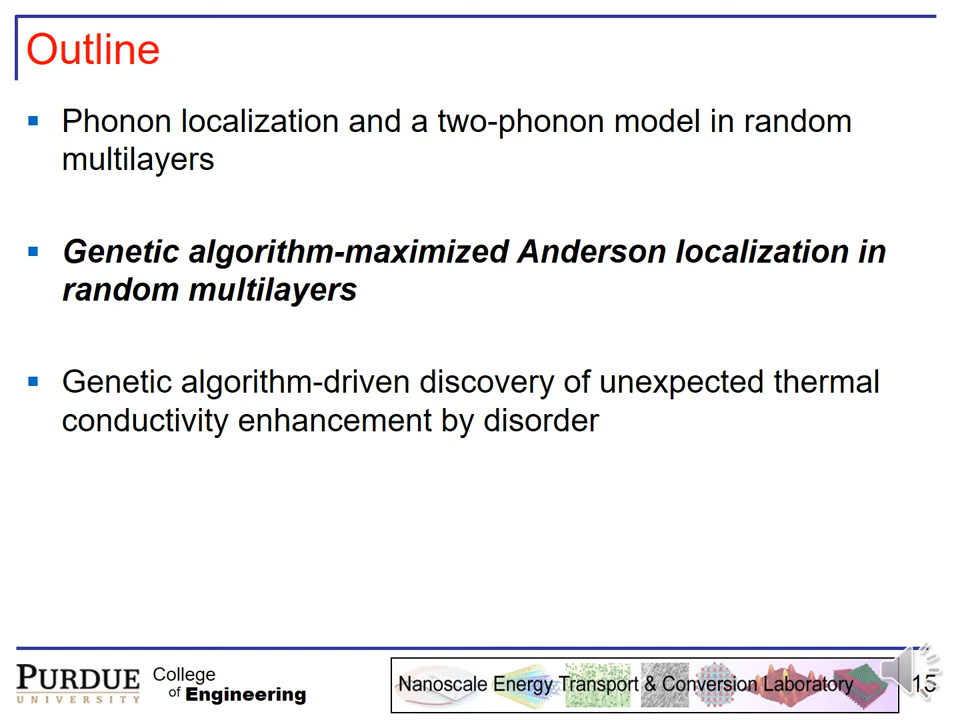 Outline
Phonon localization and a two-phonon model in random
multilayers
Genetic algorithm-maximized Anderson localization in
random multilayers
Genetic algorithm-driven discovery of unexpected thermal
conductivity enhancement by disorder
PURDUE
UNIVERSITY
College
of Engineering
Nanoscale Energy Transport & Conversion Laboratory
15